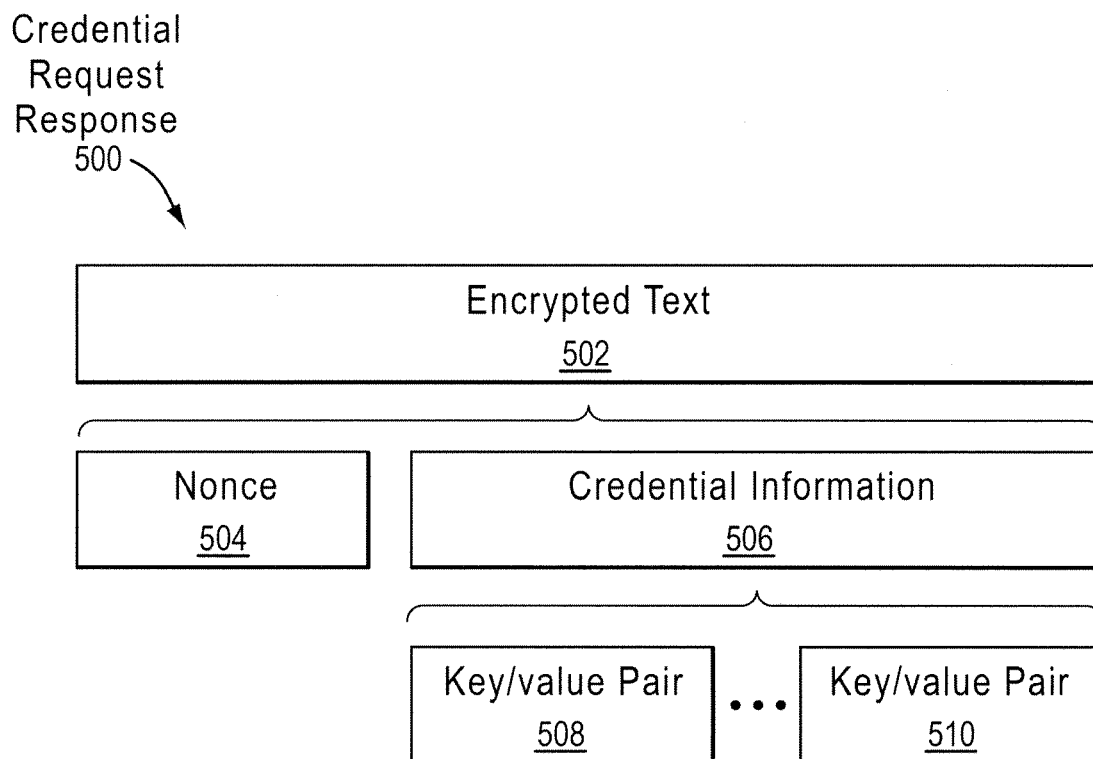 Credential
Request
Response
500
Encrypted Text
502
Nonce
504
Credential Information
506
Key/value Pair
508
•••
Key/value Pair
510